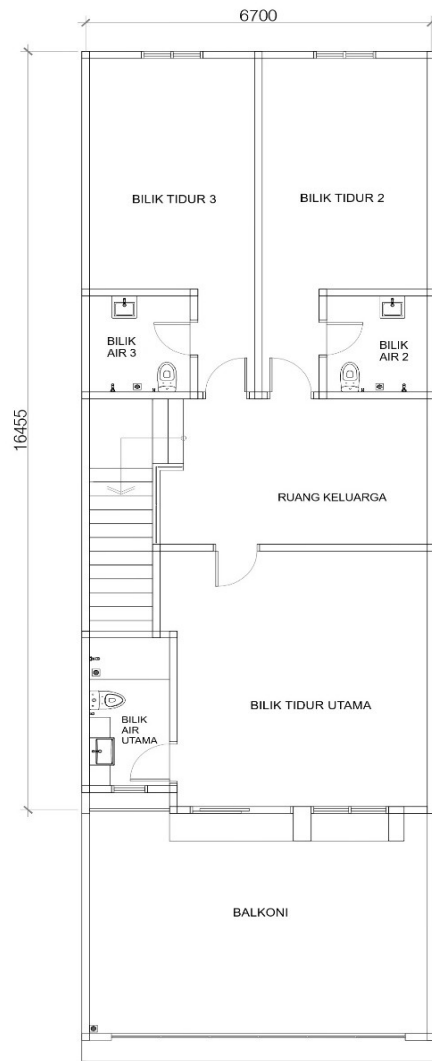 6700
BILIK TIDUR 3
BILIK TIDUR 2
BILIK
AIR 3
BILIK
AIR 2
16455
RUANG KELUARGA
BILIK TIDUR UTAMA
BILIK
AIR
UTAMA
BALKONI